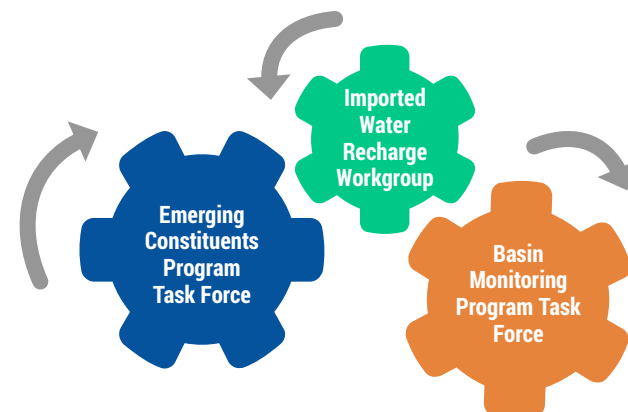 Imported
Water
Recharge
Workgroup
Emerging
Constituents
Program
Task Force
Basin
Monitoring
Program Task
Force